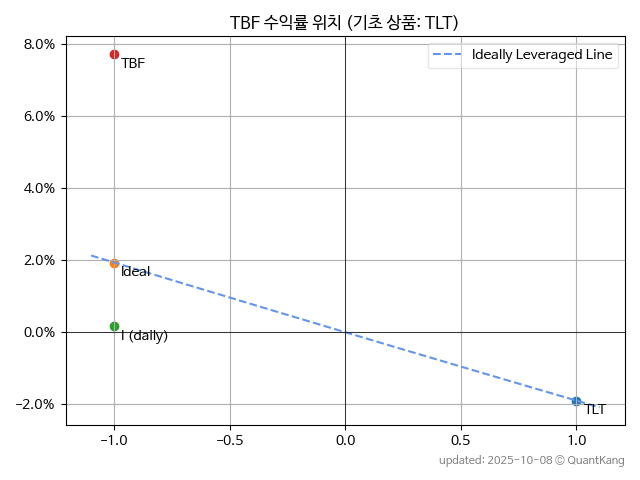 TBF 수익률 위치 (기초 상품: TLT)
8.0%
Ideally Leveraged Line
TBF
6.0%
4.0%
2.0%
Ideal
0.0%
I (daily)
-2.0%
TLT
-1.0 -0.5 0.0 0.5 1.0
updated: 2025-10-08 © QuantKang